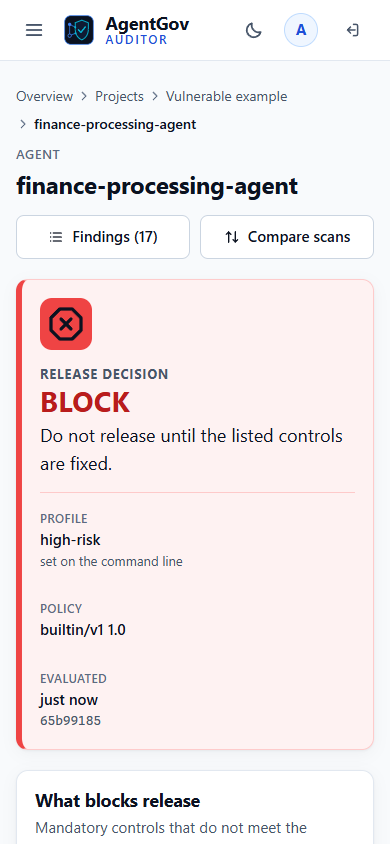 AgentGov
AUDITOR
A
Overview > Projects > Vulnerable example
> finance-processing-agent
AGENT
finance-processing-agent
Findings (17)
Compare scans
RELEASE DECISION
BLOCK
Do not release until the listed controls
are fixed.
PROFILE
high-risk
set on the command line
POLICY
builtin/v1 1.0
EVALUATED
just now
65b99185
What blocks release
Mandatory controls that do not meet the